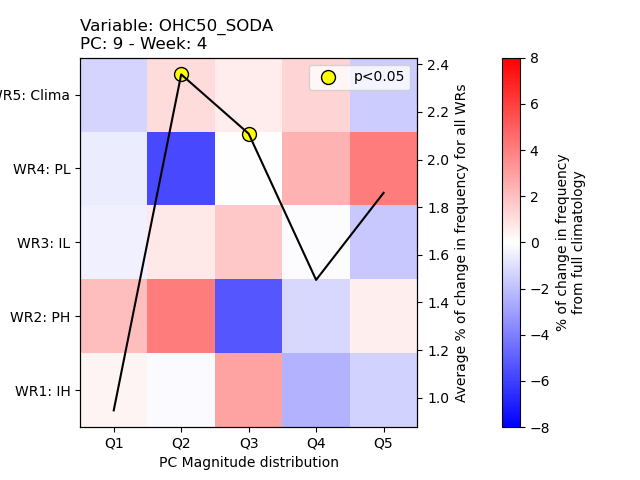 Variable: OHC50_SODA
PC: 9 - Week: 4
p<0.05
WR5: Clima
WR4: PL
WR3: IL
WR2: PH
WR1: IH
Q1 Q2 Q3 Q4 Q5
PC Magnitude distribution
2.4
2.2
2.0
1.8
1.6
1.4
1.2
1.0
Average % of change in frequency for all WRs
8
6
4
2
0
−2
−4
−6
−8
% of change in frequency
from full climatology